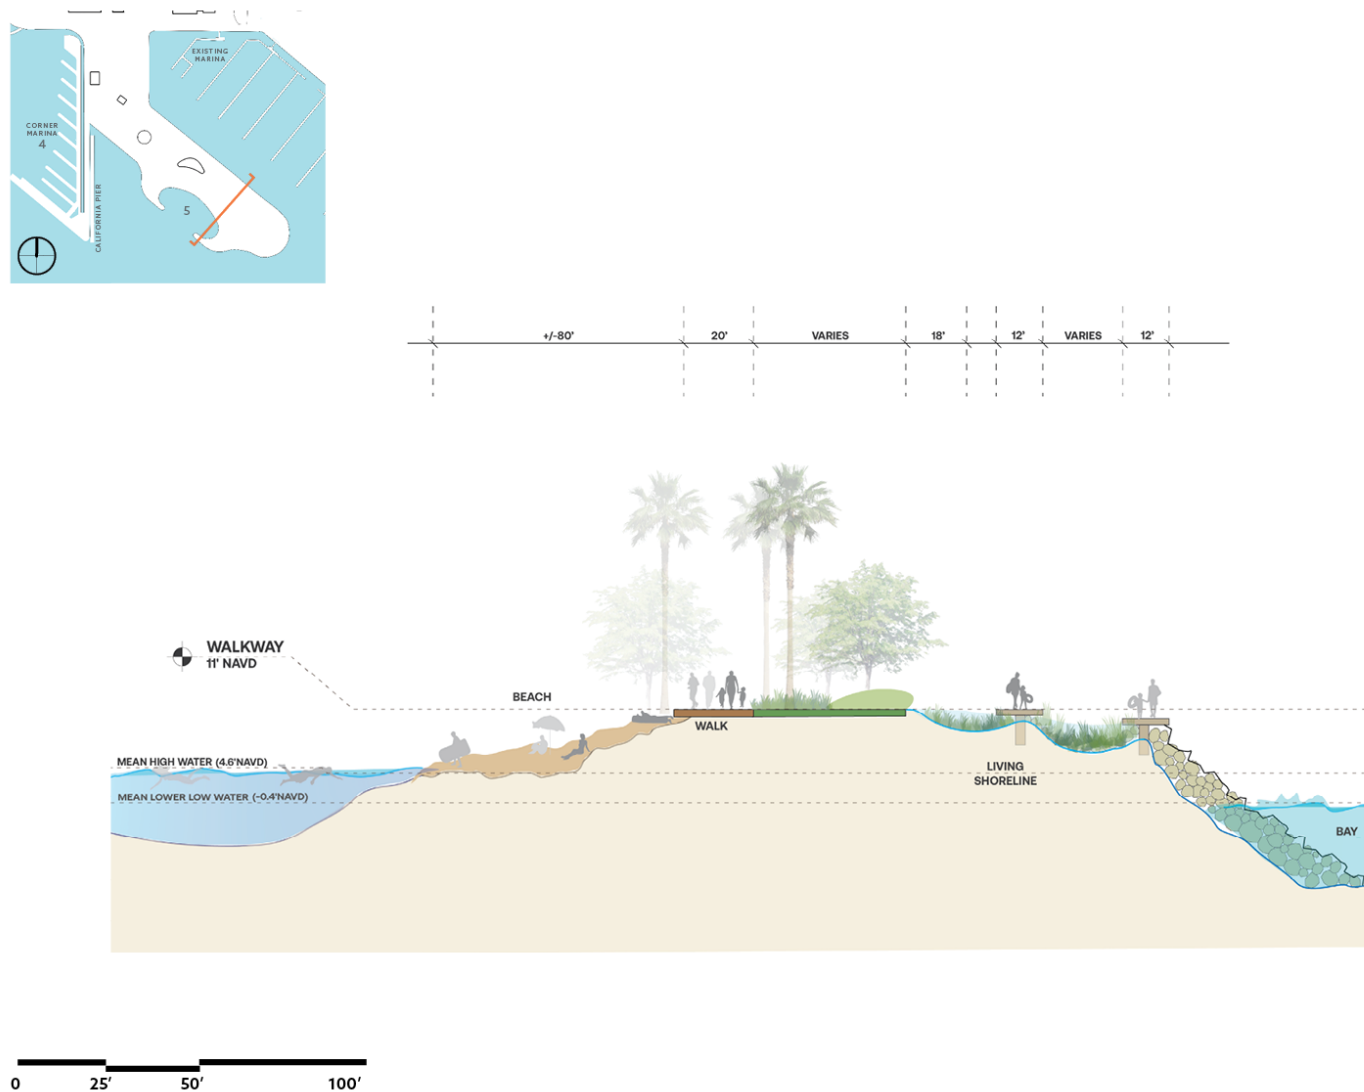 EXISTING
MARINA
CORNER
MARINA
4
5
CALIFORNIA PIER
+/-80'
20'
VARIES
18'
12'
VARIES
12'
WALKWAY
11' NAVD
BEACH
WALK
MEAN HIGH WATER (4.6'NAVD)
LIVING
SHORELINE
MEAN LOWER LOW WATER (-0.4'NAVD)
BAY
0
25'
50'
100'